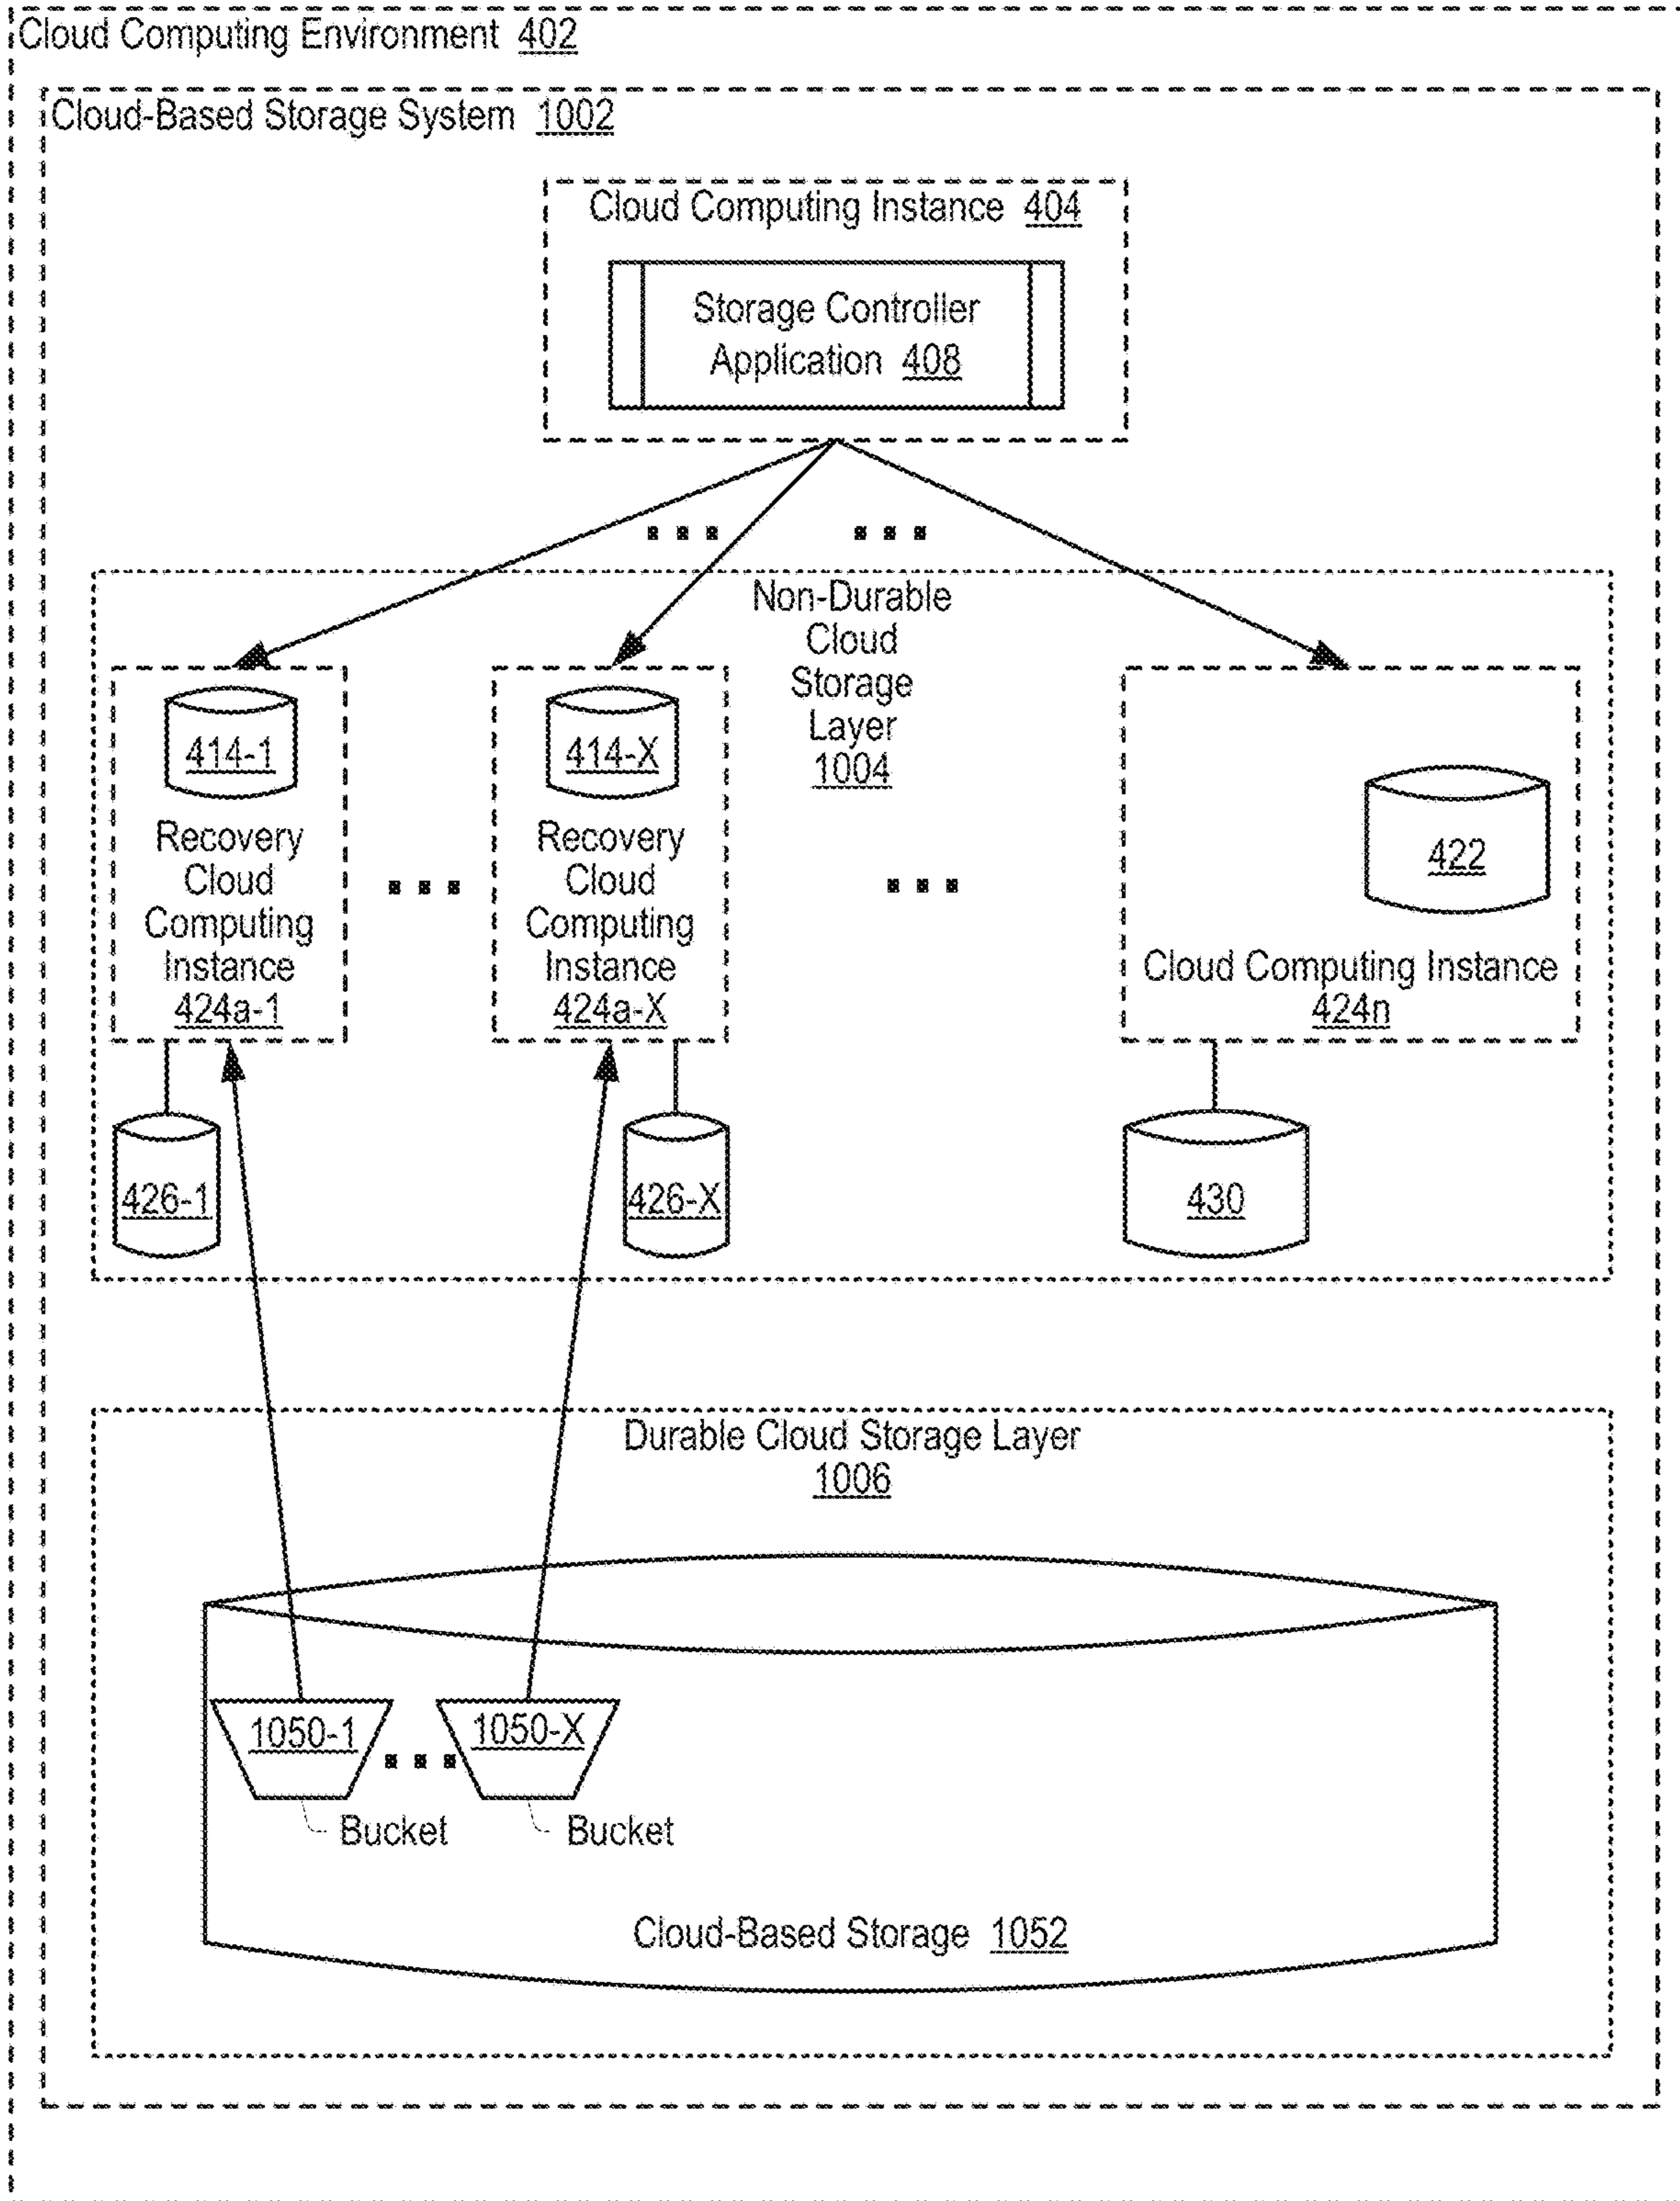 Cloud Computing Environment 402
Cloud-Based Storage System 1002
Cloud Computing Instance 404
Storage Controller
Application 408
Non-Durable
Cloud
Storage
Layer
1004
414-1
Recovery
Cloud
Computing
Instance
424a-1
414-X
Recovery
Cloud
Computing
Instance
424a-X
422
Cloud Computing Instance
424n
426-1
426-X
430
Durable Cloud Storage Layer
1006
1050-1
1050-X
Bucket
Bucket
Cloud-Based Storage 1052